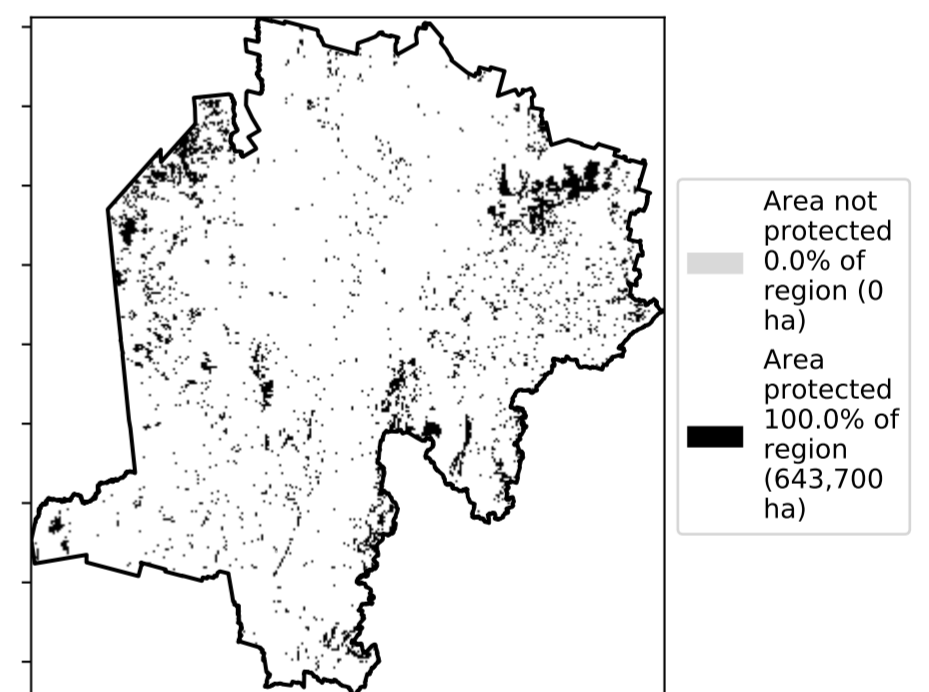 Area not
protected
0.0% of
region (0
ha)
Area
protected
100.0% of
region
(643,700
ha)